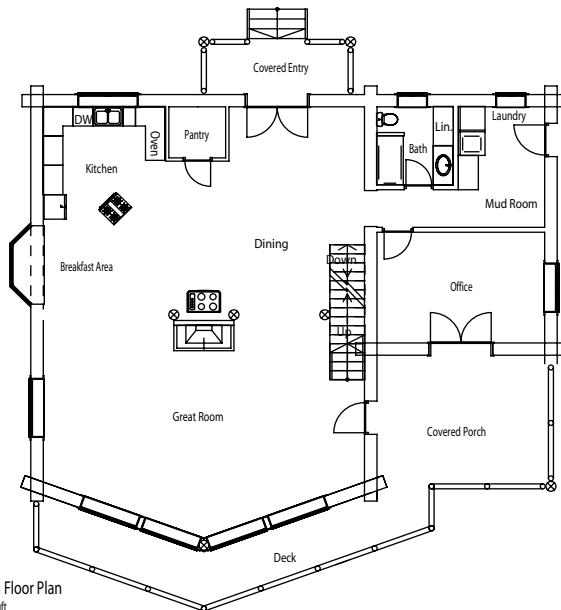 Covered Entry
Laundry
DW
Oven
Pantry
Lin.
Bath
Kitchen
Mud Room
Dining
Down
Breakfast Area
Office
Up
Great Room
Covered Porch
Deck
Floor Plan